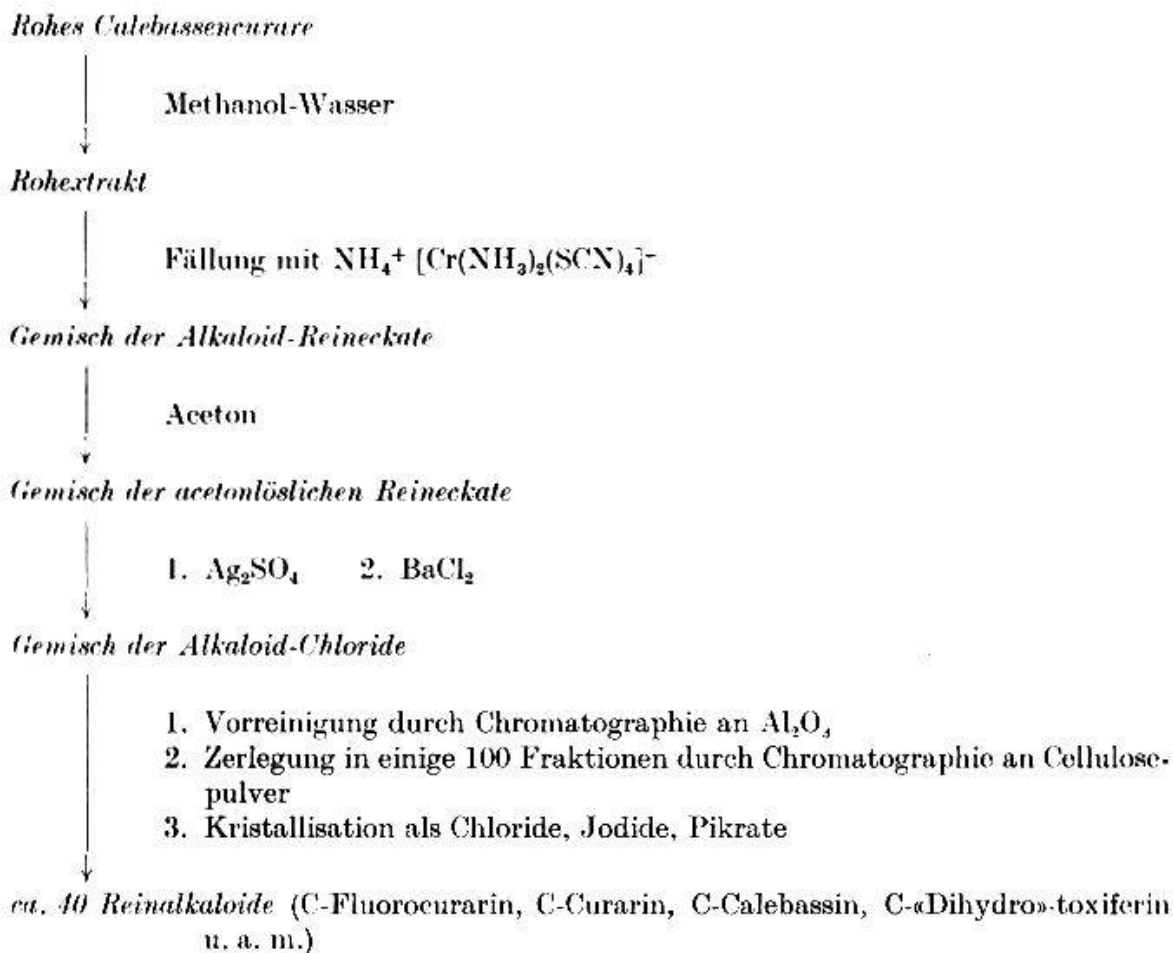 Rohes Calebassencurare
Methanol-Wasser
Rohextrakt
Fällung mit NH₄⁺ [Cr(NH₃)₂(SCN)₄]⁻
Gemisch der Alkaloid-Reineckate
Aceton
Gemisch der acetonlöslichen Reineckate
1. Ag₂SO₄ 2. BaCl₂
Gemisch der Alkaloid-Chloride
1. Vorreinigung durch Chromatographie an Al₂O₃
2. Zerlegung in einige 100 Fraktionen durch Chromatographie an Cellulose-
pulver
3. Kristallisation als Chloride, Jodide, Pikrate
ca. 40 Reinalkaloide (C-Fluorocurarin, C-Curarin, C-Calebassin, C-«Dihydro»-toxiferin
u. a. m.)